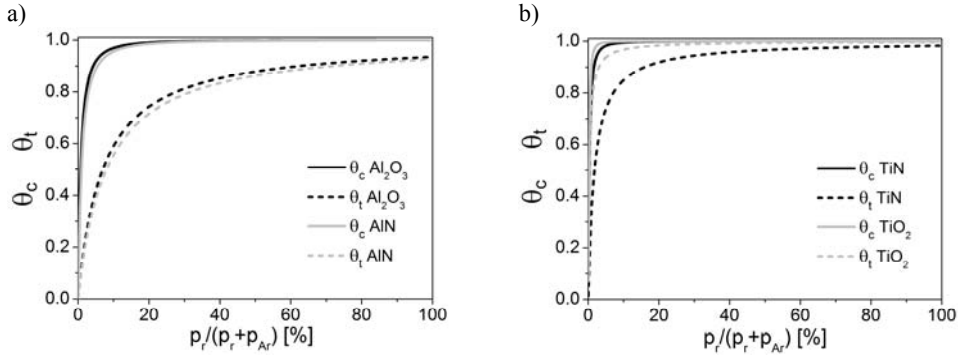 a)
θc θt
1.0
0.8
0.6
0.4
0.2
0.0
θc Al2O3
θt Al2O3
θc AlN
θt AlN
0 20 40 60 80 100
pr/(pr+pAr) [%]
b)
θc θt
1.0
0.8
0.6
0.4
0.2
0.0
θc TiN
θt TiN
θc TiO2
θt TiO2
0 20 40 60 80 100
pr/(pr+pAr) [%]